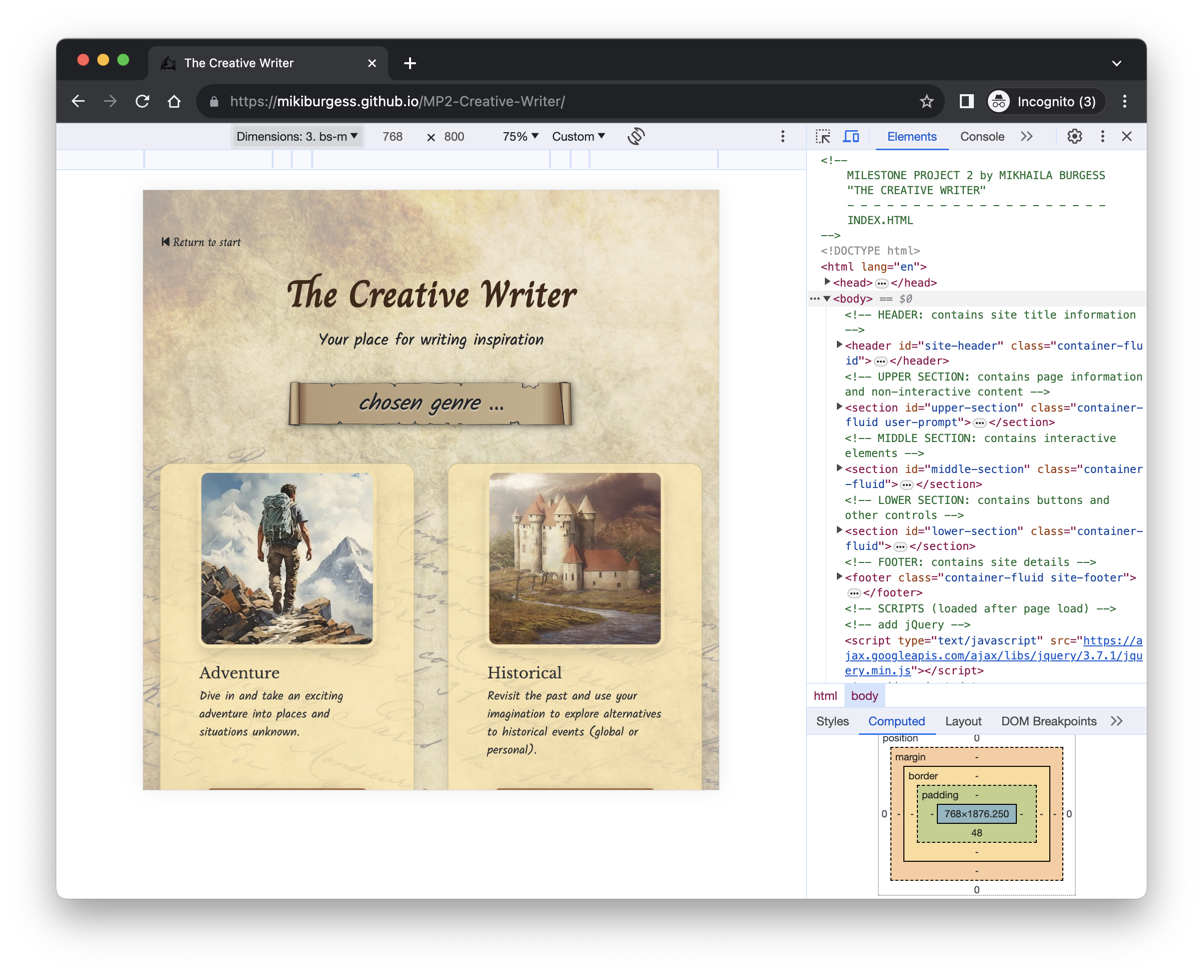 The Creative Writer
https://mikiburgess.github.io/MP2-Creative-Writer/
Incognito (3)
Dimensions: 3. bs-m 768 × 800 75% Custom
Elements Console
Return to start
The Creative Writer
Your place for writing inspiration
chosen genre ...
Adventure
Dive in and take an exciting
adventure into places and
situations unknown.
Historical
Revisit the past and use your
imagination to explore alternatives
to historical events (global or
personal).
<!--
MILESTONE PROJECT 2 by MIKHAILA BURGESS
"THE CREATIVE WRITER"
- - - - - - - - - - - - - - - - - - - -
INDEX.HTML
-->
<!DOCTYPE html>
<html lang="en">
<head> … </head>
… <body> == $0
<!-- HEADER: contains site title information
-->
<header id="site-header" class="container-flu
id"> … </header>
<!-- UPPER SECTION: contains page information
and non-interactive content -->
<section id="upper-section" class="container-
fluid user-prompt"> … </section>
<!-- MIDDLE SECTION: contains interactive
elements -->
<section id="middle-section" class="container
-fluid"> … </section>
<!-- LOWER SECTION: contains buttons and
other controls -->
<section id="lower-section" class="container-
fluid"> … </section>
<!-- FOOTER: contains site details -->
<footer class="container-fluid site-footer">
… </footer>
<!-- SCRIPTS (loaded after page load) -->
<!-- add jQuery -->
<script type="text/javascript" src="https://a
jax.googleapis.com/ajax/libs/jquery/3.7.1/jqu
ery.min.js"></script>
html body
Styles Computed Layout DOM Breakpoints
position 0
margin -
border -
padding -
0 - - - 768×1876.250 - - - 0
48
-
-
0